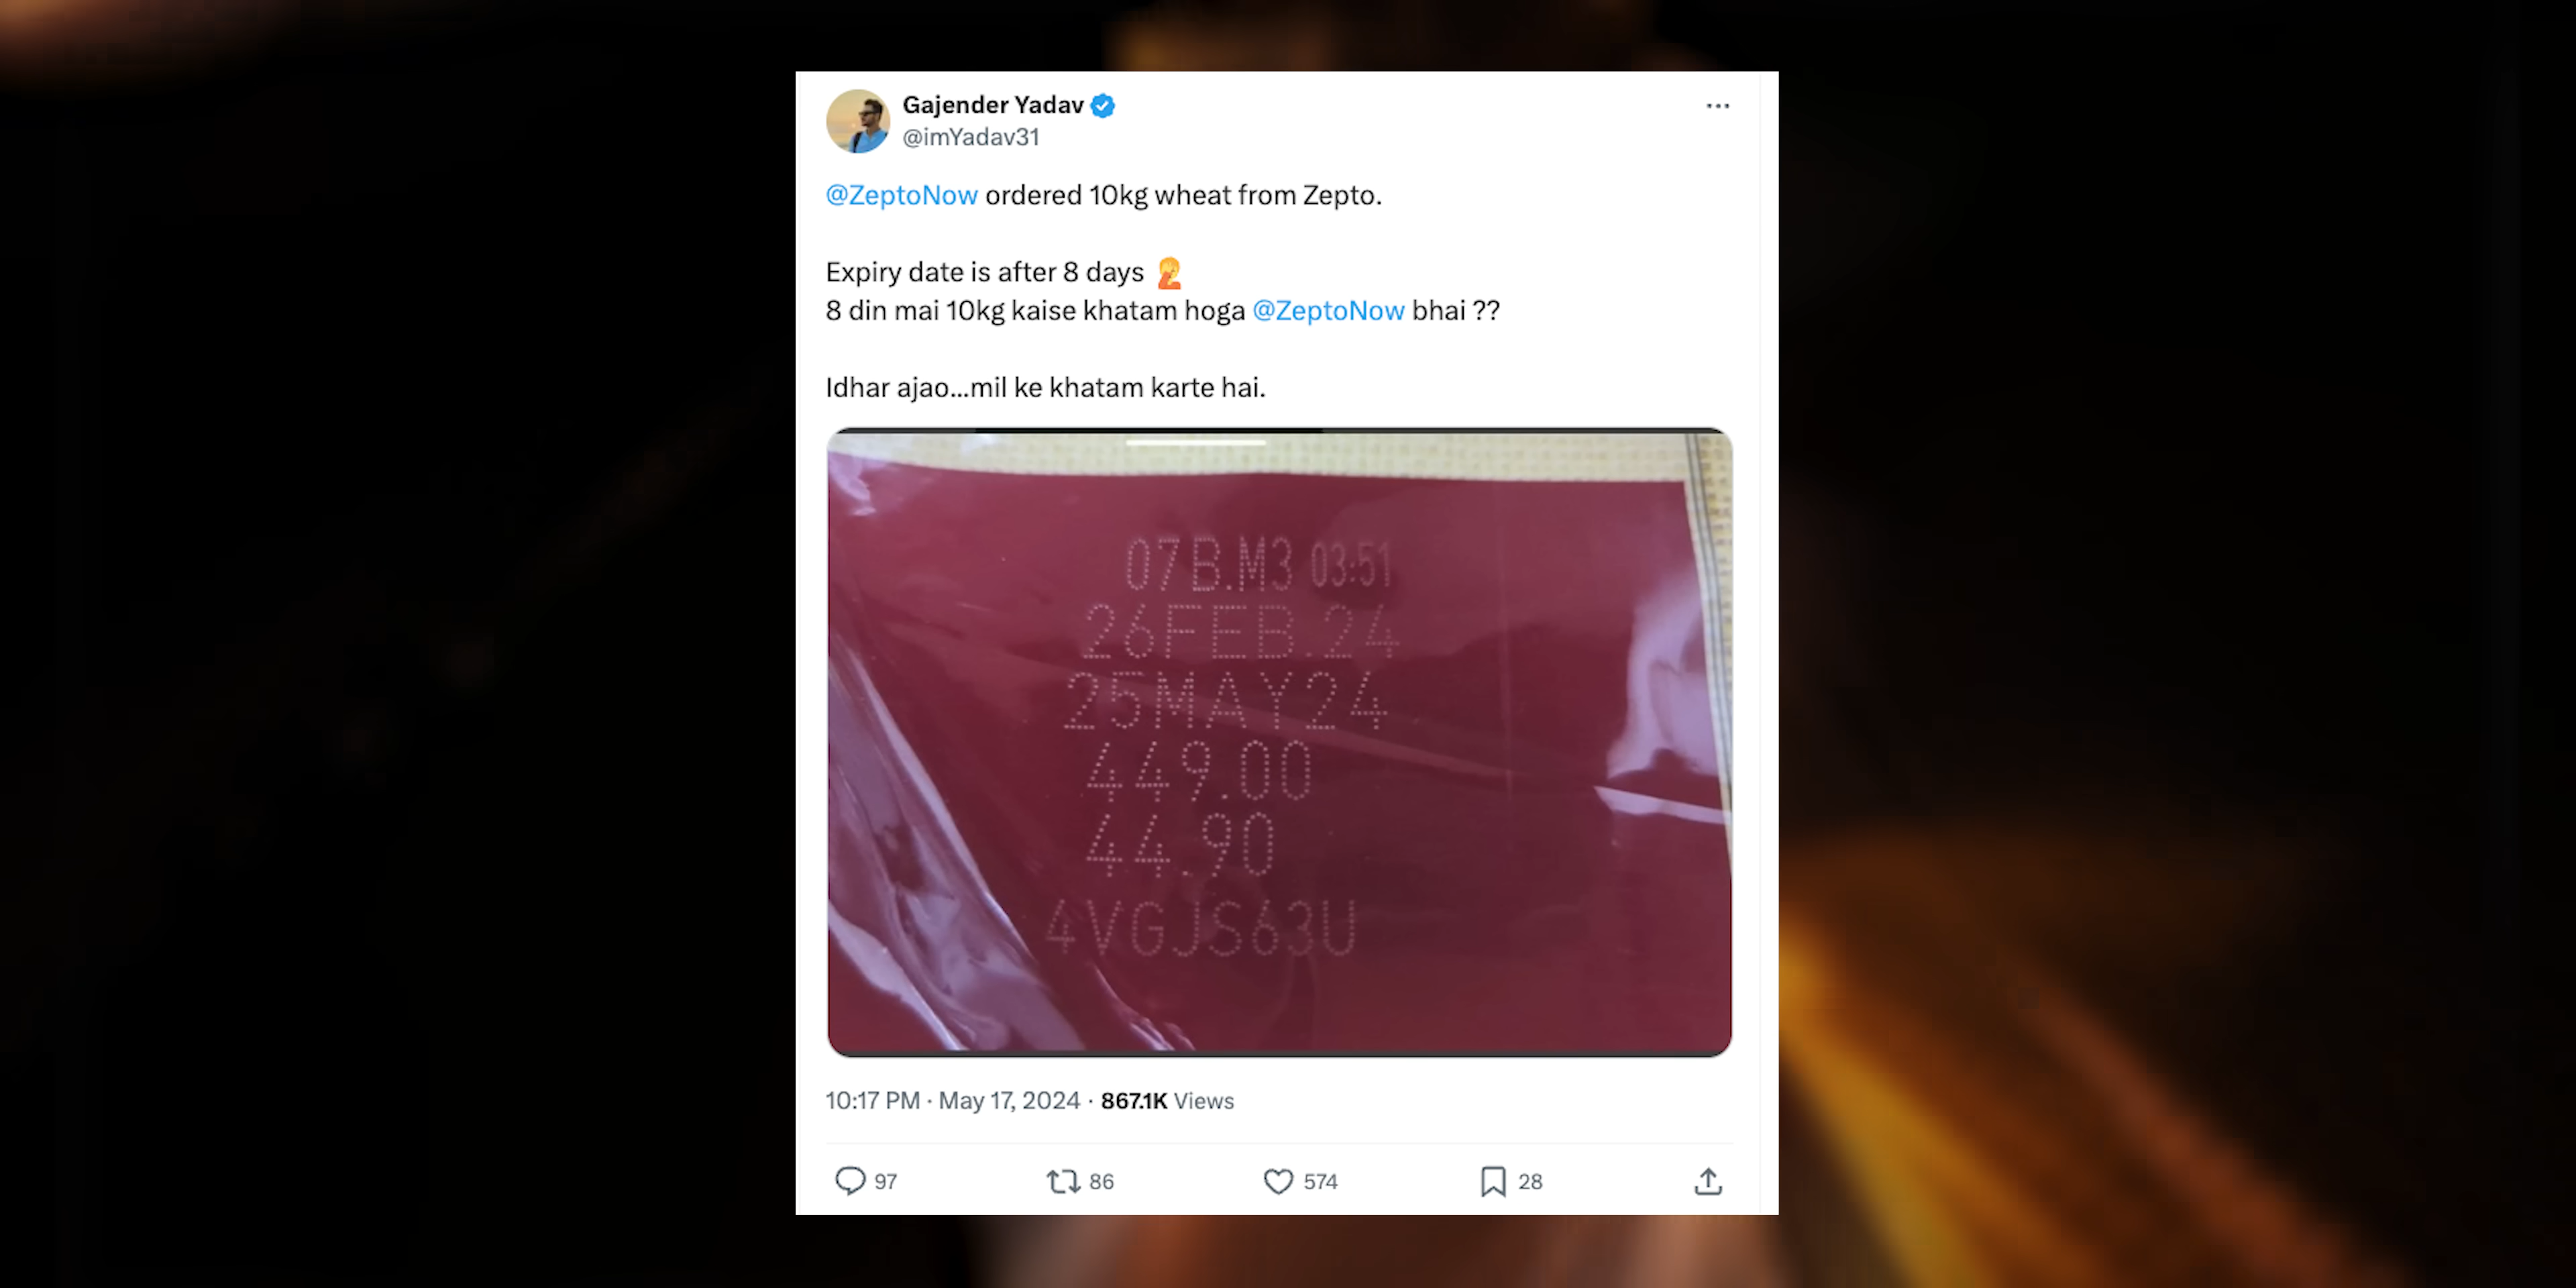 Gajender Yadav
@imYadav31
@ZeptoNow ordered 10kg wheat from Zepto.
Expiry date is after 8 days 🤦
8 din mai 10kg kaise khatam hoga @ZeptoNow bhai ??
Idhar ajao...mil ke khatam karte hai.
07B.M3 03:51
26FEB.24
25MAY24
449.00
44.90
4VGJS63U
10:17 PM · May 17, 2024 · 867.1K Views
97 86 574 28